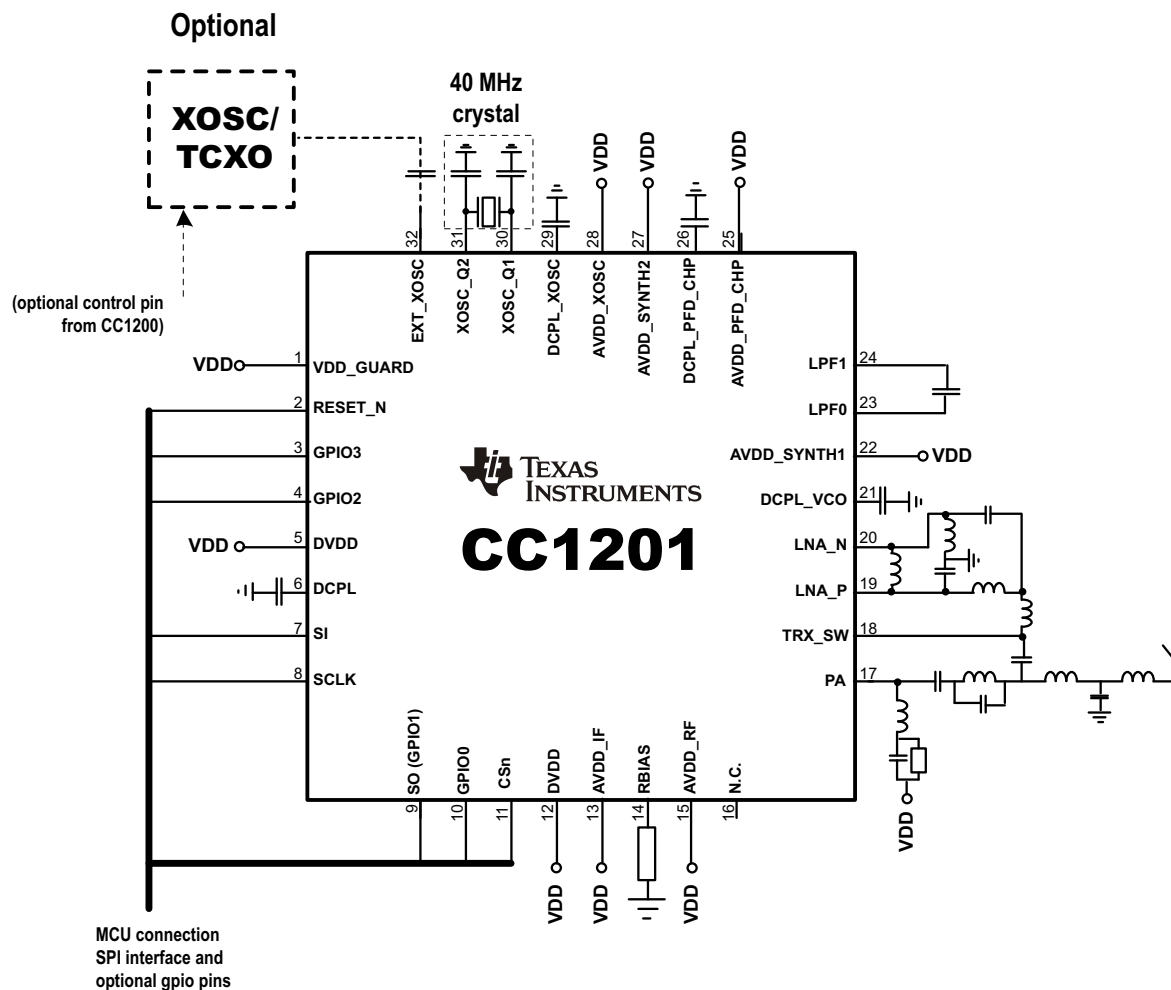 Optional
XOSC/
TCXO
40 MHz
crystal
VDD
VDD
VDD
32
31
30
29
28
27
26
25
EXT_XOSC
XOSC_Q2
XOSC_Q1
DCPL_XOSC
AVDD_XOSC
AVDD_SYNTH2
DCPL_PFD_CHP
AVDD_PFD_CHP
(optional control pin
from CC1200)
VDD
1
VDD_GUARD
2
RESET_N
3
GPIO3
4
GPIO2
VDD
5
DVDD
6
DCPL
7
SI
8
SCLK
TEXAS
INSTRUMENTS
CC1201
LPF1
24
LPF0
23
AVDD_SYNTH1
22
VDD
DCPL_VCO
21
LNA_N
20
LNA_P
19
TRX_SW
18
PA
17
VDD
SO (GPIO1)
GPIO0
CSn
DVDD
AVDD_IF
RBIAS
AVDD_RF
N.C.
9
10
11
12
13
14
15
16
VDD
VDD
VDD
MCU connection
SPI interface and
optional gpio pins